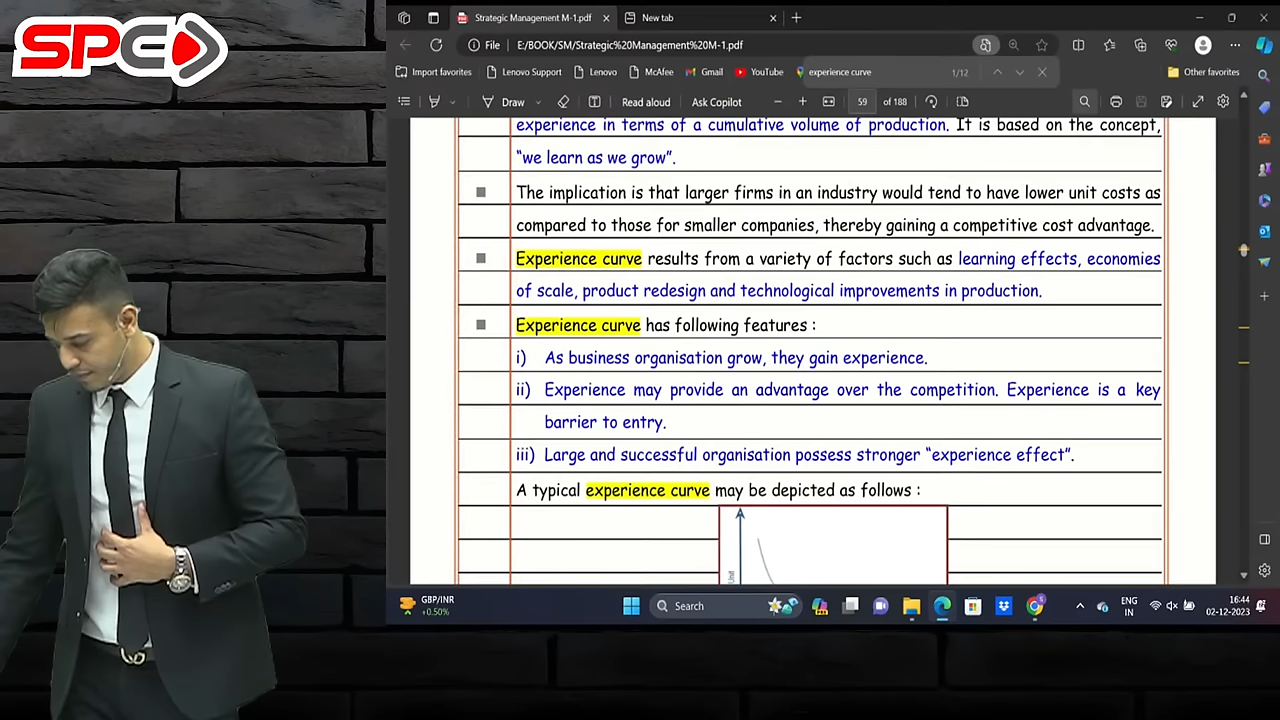 SPC
Strategic Management M-1.pdf
New tab
File
E:/BOOK/SM/Strategic%20Management%20M-1.pdf
Import favorites
Lenovo Support
Lenovo
McAfee
Gmail
YouTube
experience curve
1/12
Other favorites
Draw
Read aloud
Ask Copilot
59
of 188
experience in terms of a cumulative volume of production. It is based on the concept,
“we learn as we grow”.
The implication is that larger firms in an industry would tend to have lower unit costs as
compared to those for smaller companies, thereby gaining a competitive cost advantage.
Experience curve results from a variety of factors such as learning effects, economies
of scale, product redesign and technological improvements in production.
Experience curve has following features :
i) As business organisation grow, they gain experience.
ii) Experience may provide an advantage over the competition. Experience is a key
barrier to entry.
iii) Large and successful organisation possess stronger “experience effect”.
A typical experience curve may be depicted as follows :
Unit
GBP/INR
+0.50%
Search
ENG
IN
16:44
02-12-2023